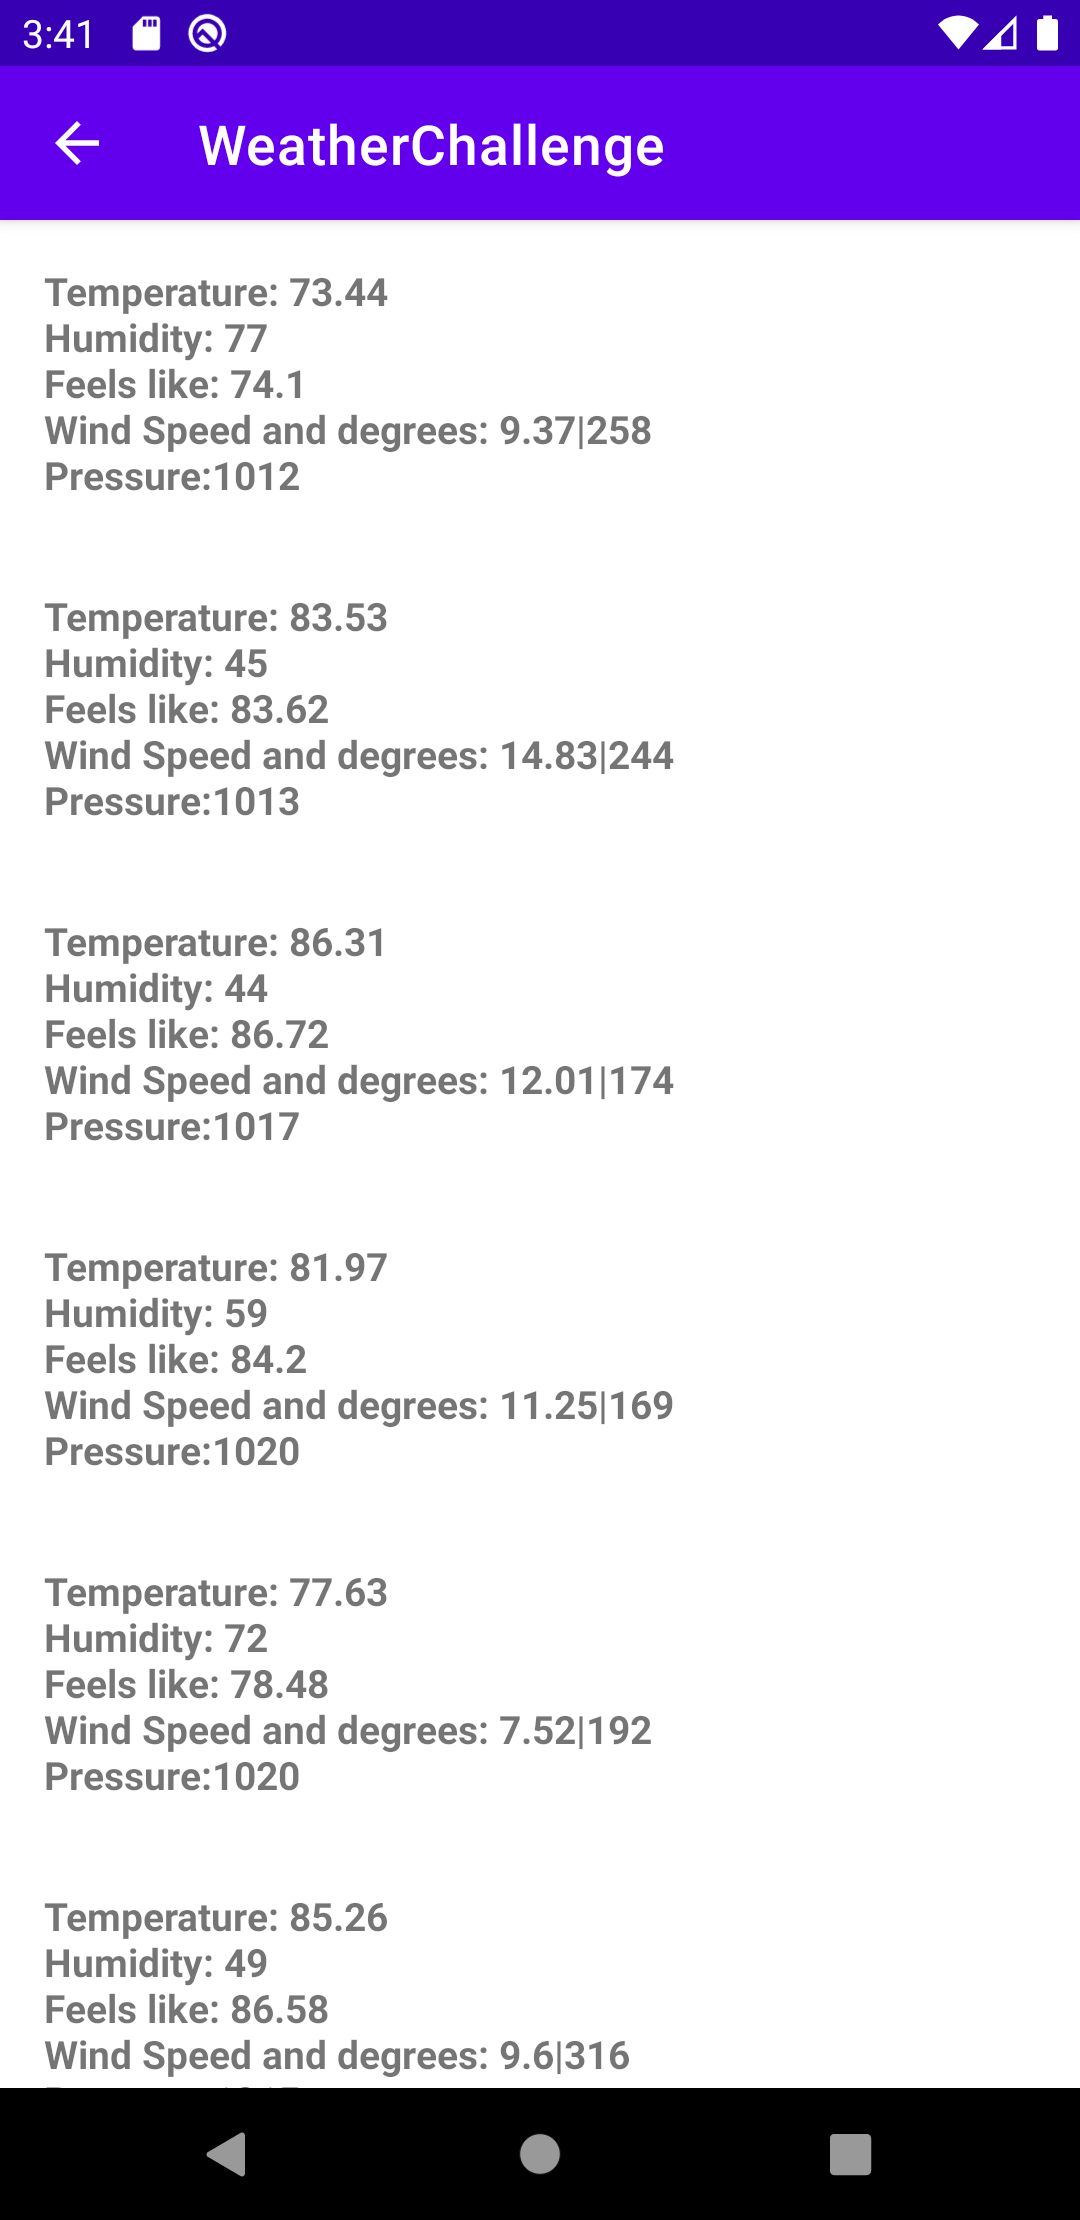 3:41
WeatherChallenge
Temperature: 73.44
Humidity: 77
Feels like: 74.1
Wind Speed and degrees: 9.37|258
Pressure:1012
Temperature: 83.53
Humidity: 45
Feels like: 83.62
Wind Speed and degrees: 14.83|244
Pressure:1013
Temperature: 86.31
Humidity: 44
Feels like: 86.72
Wind Speed and degrees: 12.01|174
Pressure:1017
Temperature: 81.97
Humidity: 59
Feels like: 84.2
Wind Speed and degrees: 11.25|169
Pressure:1020
Temperature: 77.63
Humidity: 72
Feels like: 78.48
Wind Speed and degrees: 7.52|192
Pressure:1020
Temperature: 85.26
Humidity: 49
Feels like: 86.58
Wind Speed and degrees: 9.6|316